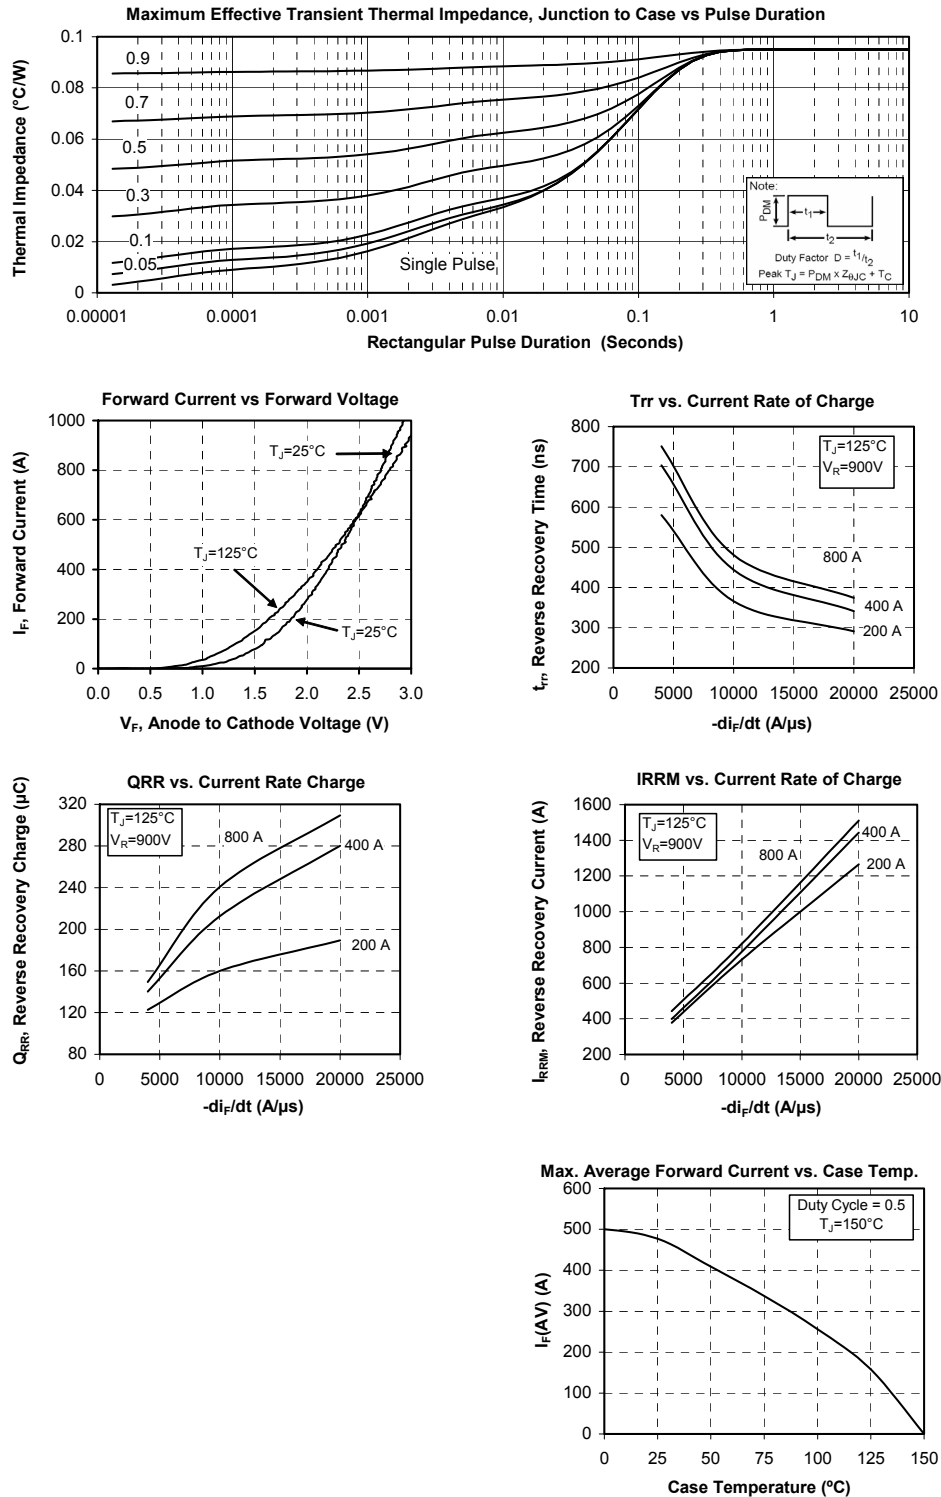 Maximum Effective Transient Thermal Impedance, Junction to Case vs Pulse Duration
Thermal Impedance (°C/W)
0.1
0.08
0.06
0.04
0.02
0
0.9
0.7
0.5
0.3
0.1
0.05
Single Pulse
Note:
PDM
t1
t2
Duty Factor D = t1/t2
Peak TJ = PDM x ZθJC + TC
0.00001 0.0001 0.001 0.01 0.1 1 10
Rectangular Pulse Duration (Seconds)
Forward Current vs Forward Voltage
IF, Forward Current (A)
1000
800
600
400
200
0
TJ=25°C
TJ=125°C
TJ=25°C
0.0 0.5 1.0 1.5 2.0 2.5 3.0
VF, Anode to Cathode Voltage (V)
Trr vs. Current Rate of Charge
trr, Reverse Recovery Time (ns)
800
700
600
500
400
300
200
TJ=125°C
VR=900V
800 A
400 A
200 A
0 5000 10000 15000 20000 25000
-diF/dt (A/µs)
QRR vs. Current Rate Charge
QRR, Reverse Recovery Charge (µC)
320
280
240
200
160
120
80
TJ=125°C
VR=900V
800 A
400 A
200 A
0 5000 10000 15000 20000 25000
-diF/dt (A/µs)
IRRM vs. Current Rate of Charge
IRRM, Reverse Recovery Current (A)
1600
1400
1200
1000
800
600
400
200
TJ=125°C
VR=900V
800 A
400 A
200 A
0 5000 10000 15000 20000 25000
-diF/dt (A/µs)
Max. Average Forward Current vs. Case Temp.
IF(AV) (A)
600
500
400
300
200
100
0
Duty Cycle = 0.5
TJ=150°C
0 25 50 75 100 125 150
Case Temperature (ºC)